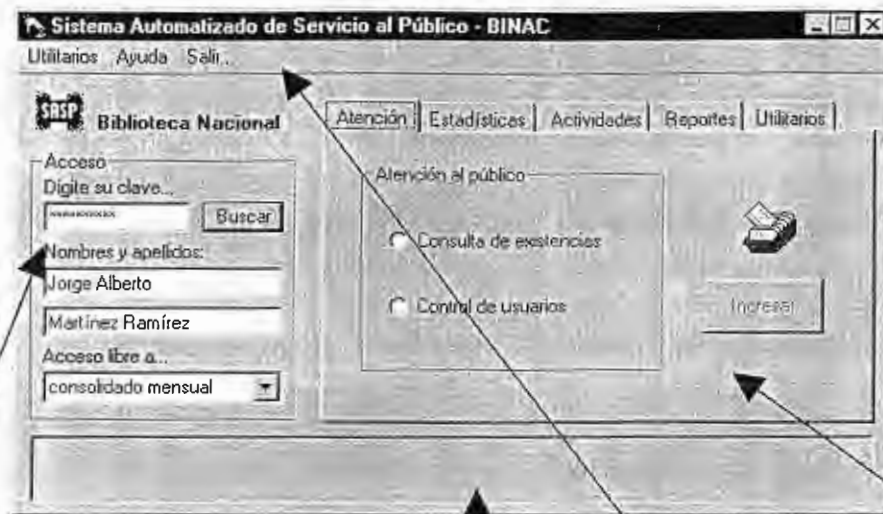 Sistema Automatizado de Servicio al Público - BINAC
Utilitarios Ayuda Salir...
SASP
Biblioteca Nacional
Acceso
Digite su clave...
xxxxxxxxxx
Buscar
Nombres y apellidos:
Jorge Alberto
Martínez Ramírez
Acceso libre a...
consolidado mensual
Atención Estadísticas Actividades Reportes Utilitarios
Atención al público
Consulta de existencias
Control de usuarios
Ingresar